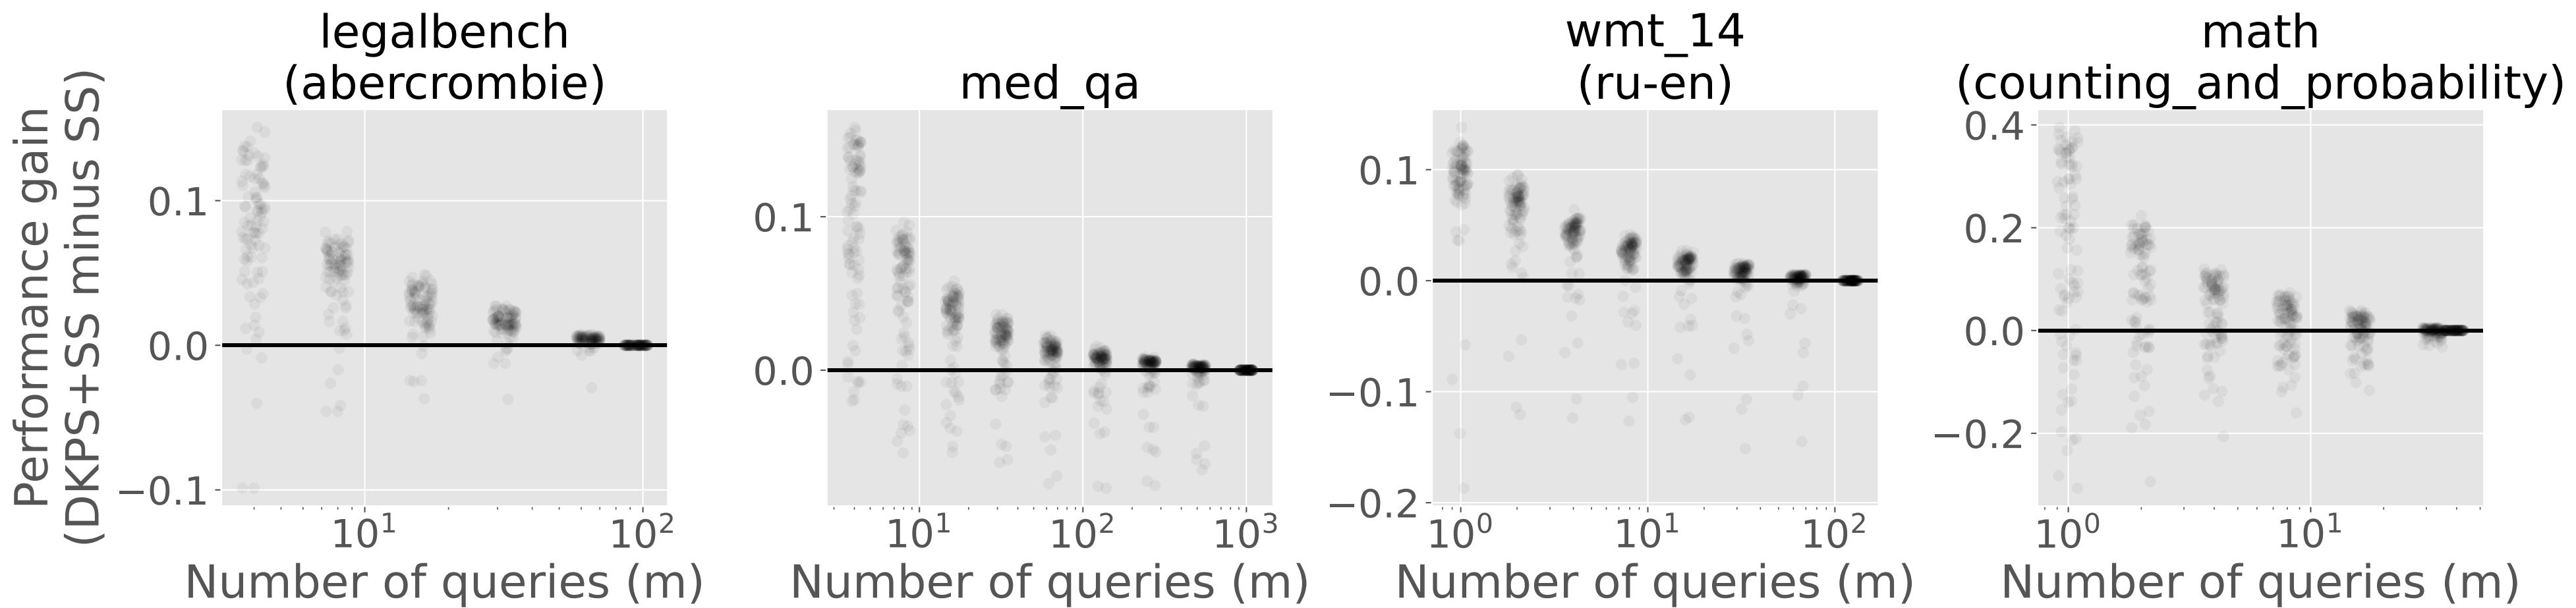 legalbench
(abercrombie)
med_qa
wmt_14
(ru-en)
math
(counting_and_probability)
Performance gain
(DKPS+SS minus SS)
0.1
0.0
−0.1
10¹
10²
Number of queries (m)
0.1
0.0
10¹
10²
10³
Number of queries (m)
0.1
0.0
−0.1
−0.2
10⁰
10¹
10²
Number of queries (m)
0.4
0.2
0.0
−0.2
10⁰
10¹
Number of queries (m)